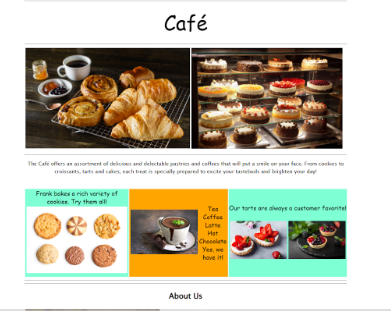 Café
The Café offers an assortment of delicious and delectable pastries and coffees that will put a smile on your face. From cookies to
croissants, tarts and cakes, each treat is specially prepared to excite your tastebuds and brighten your day!
Frank bakes a rich variety of
cookies. Try them all!
Tea
Coffee
Latte
Hot
Chocolate
Yes, we
have it!
Our tarts are always a customer favorite!
About Us